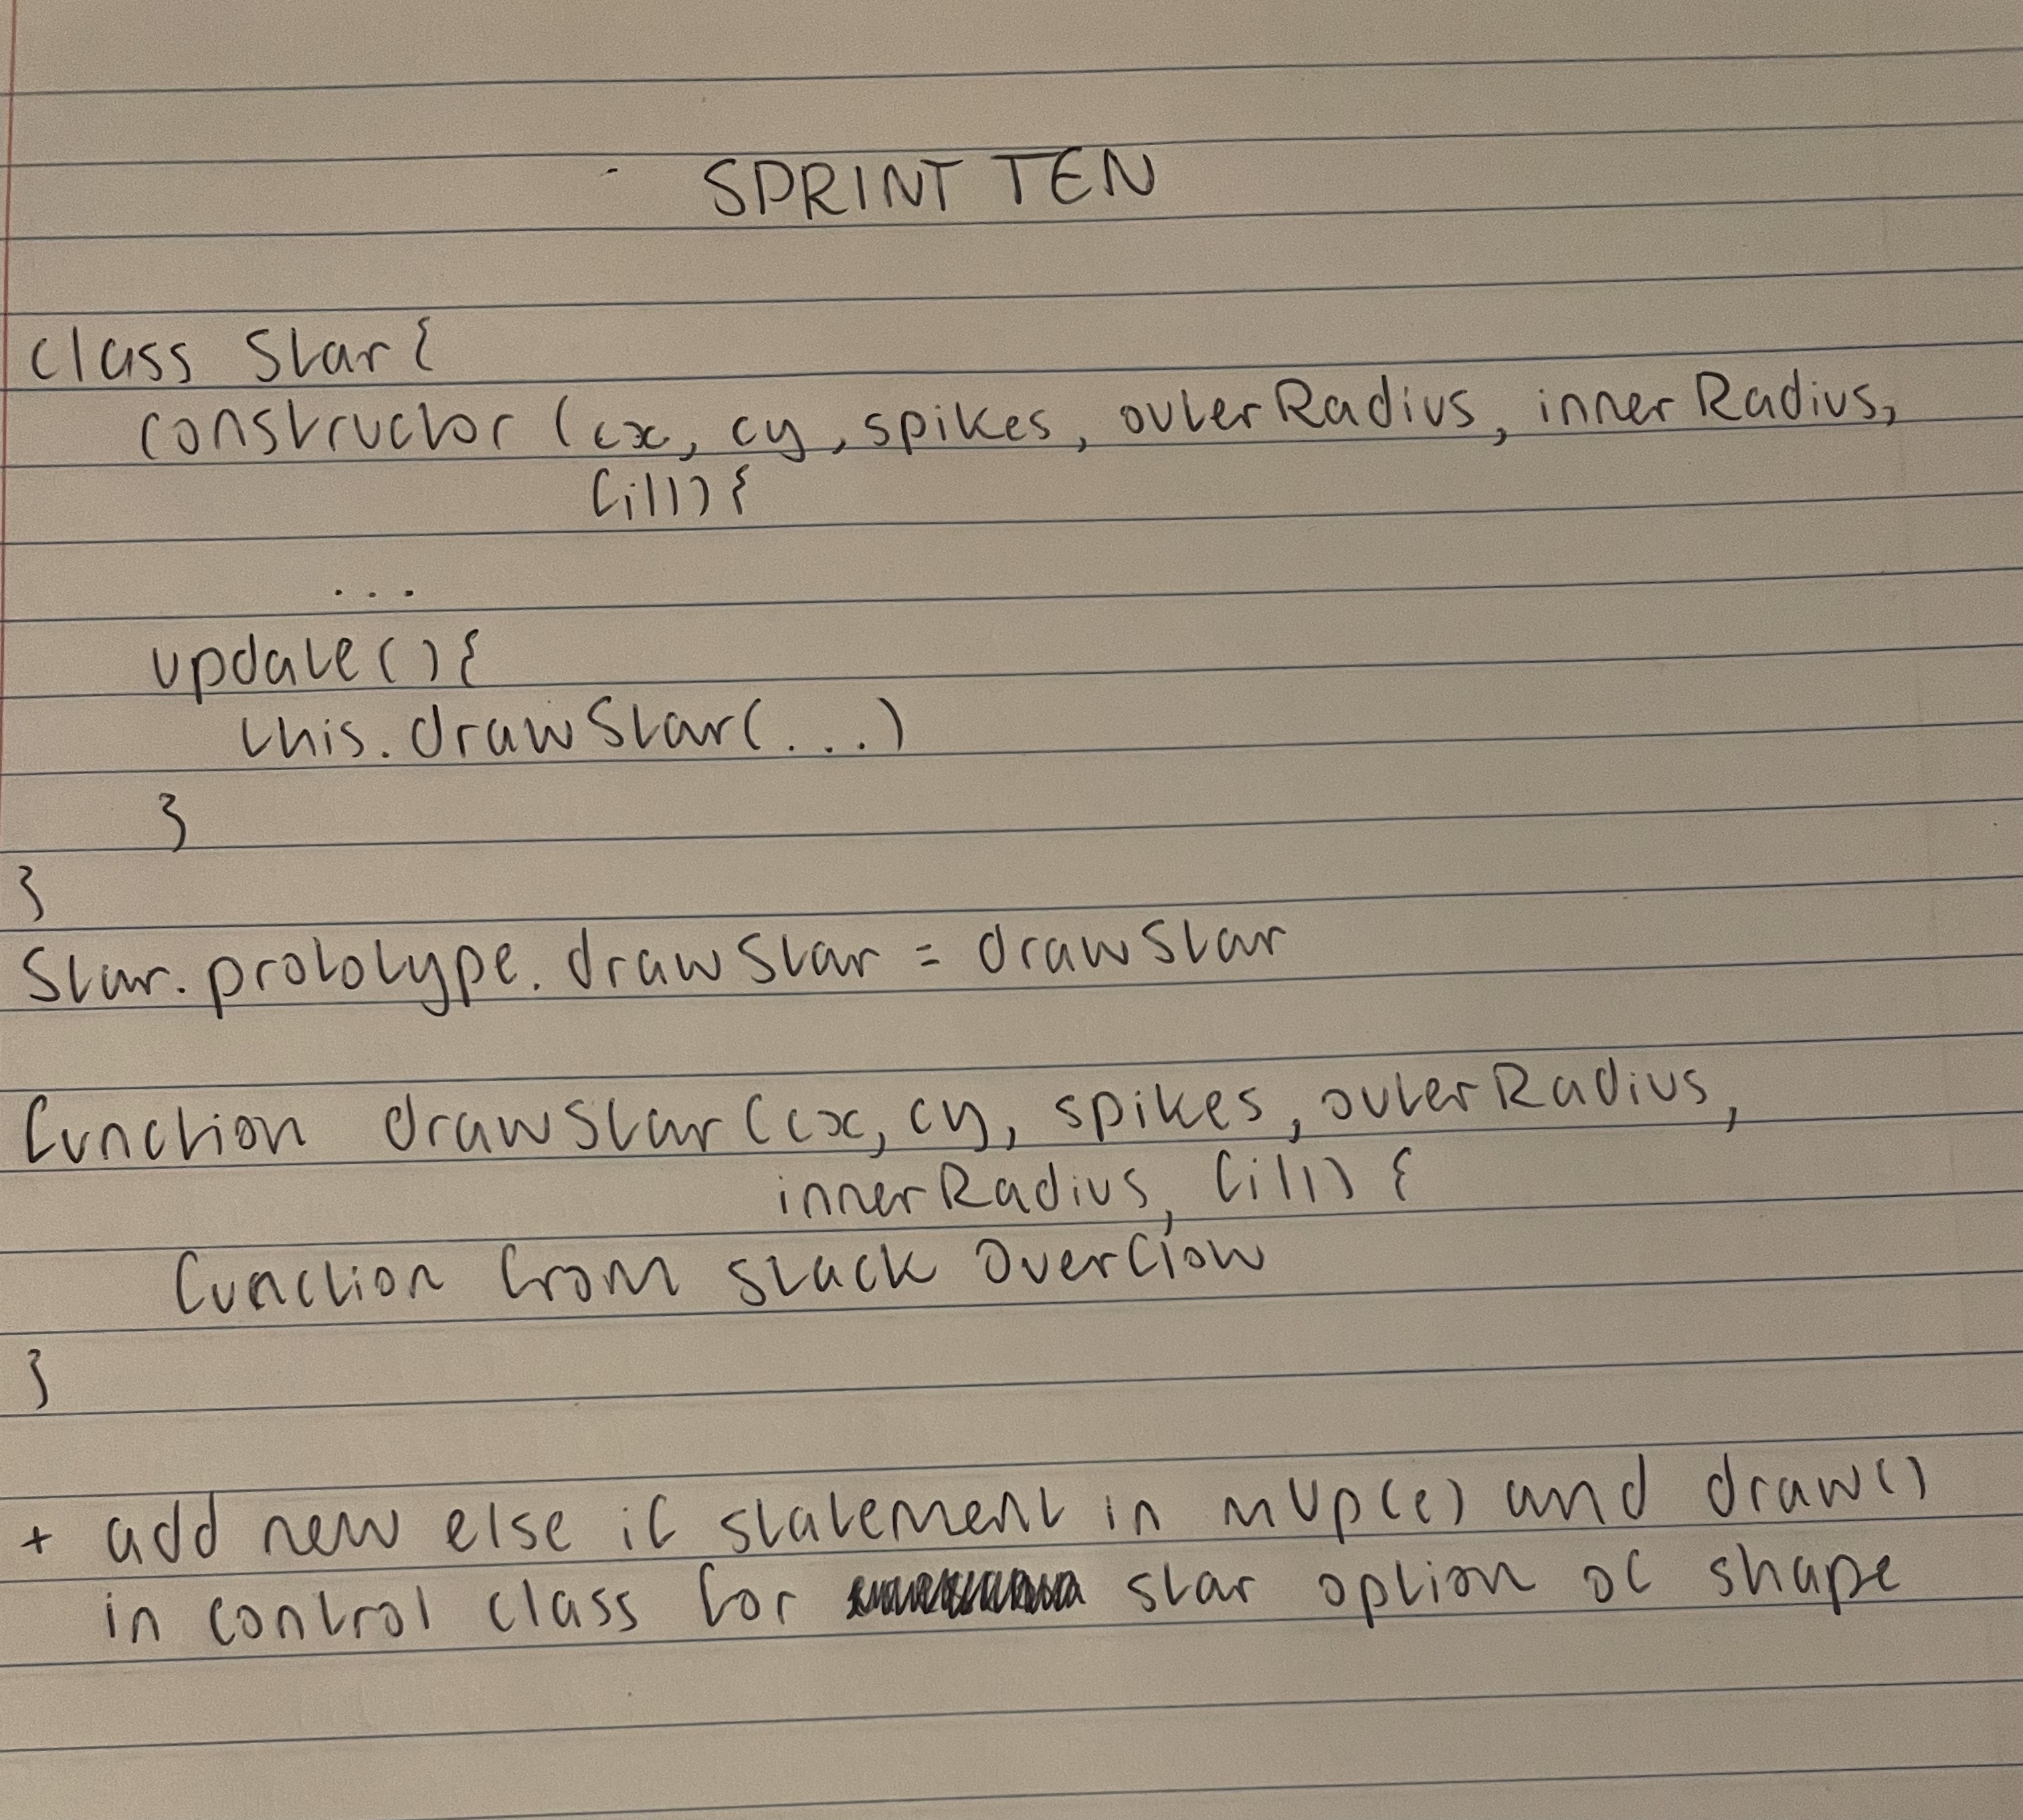 SPRINT TEN
class Star{
constructor (cx, cy, spikes, outerRadius, innerRadius,
fill){
...
update(){
this.drawStar(...)
}
}
Star.prototype.drawStar = drawStar
function drawStar(cx, cy, spikes, outerRadius,
innerRadius, fill) {
function from stack overflow
}
+ add new else if statement in mUp(e) and draw()
in control class for star option of shape